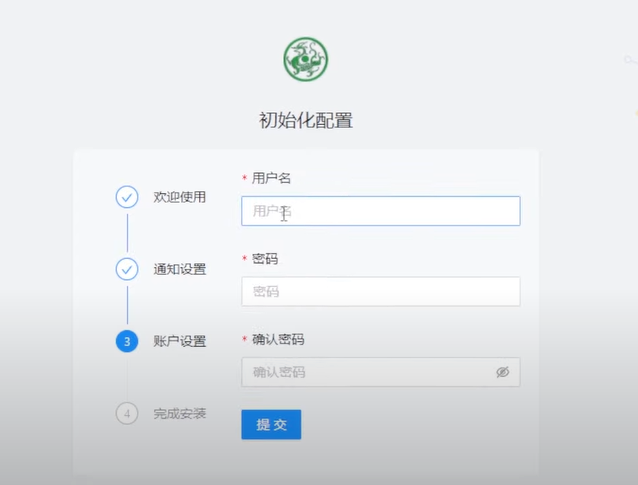 初始化配置
欢迎使用
通知设置
3 账户设置
4 完成安装
* 用户名
用户名
* 密码
密码
* 确认密码
确认密码
提交